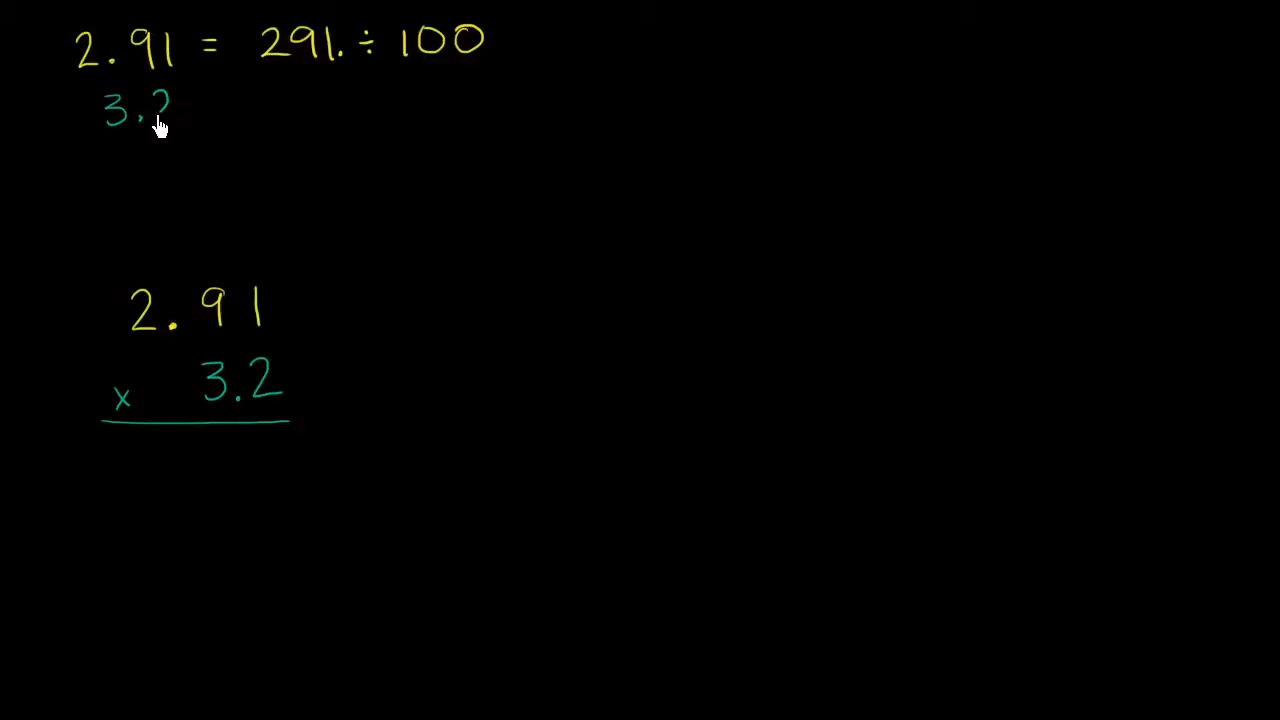 2.91 = 291. ÷ 100
3.2
2.91
x 3.2